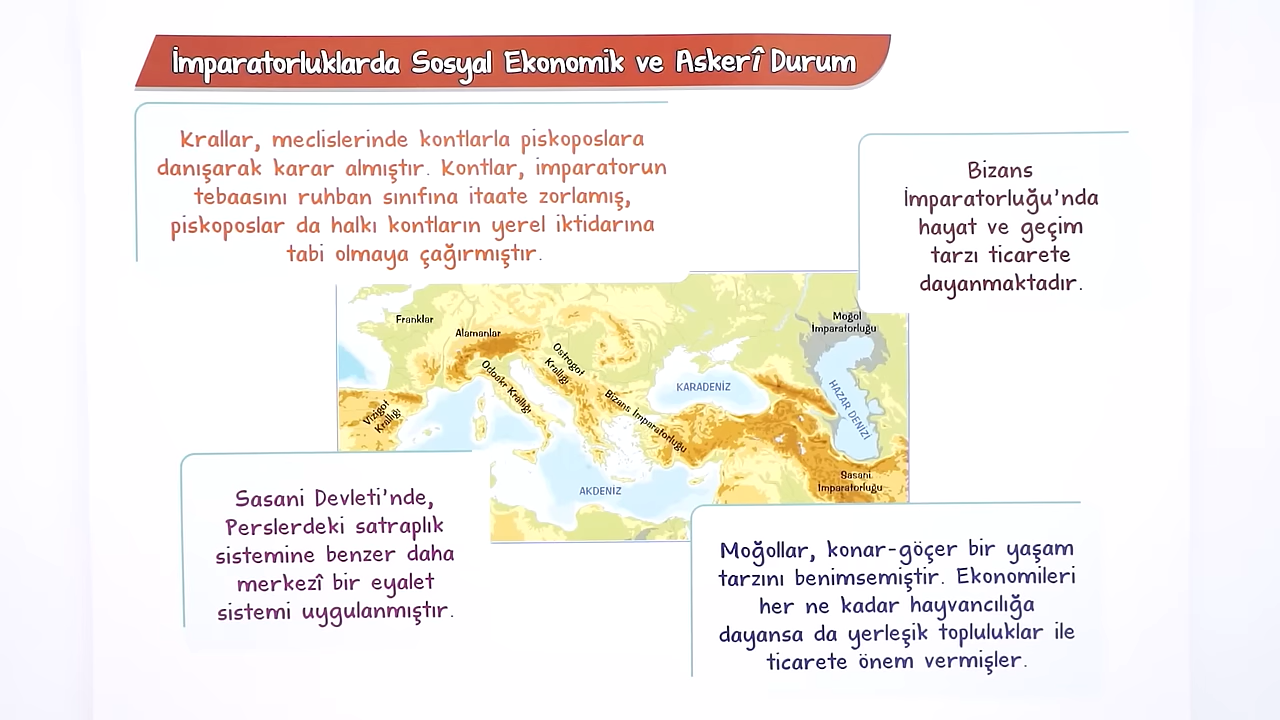 İmparatorluklarda Sosyal Ekonomik ve Askerî Durum
Krallar, meclislerinde kontlarla piskoposlara
danışarak karar almıştır. Kontlar, imparatorun
tebaasını ruhban sınıfına itaate zorlamış,
piskoposlar da halkı kontların yerel iktidarına
tabi olmaya çağırmıştır.
Bizans
İmparatorluğu'nda
hayat ve geçim
tarzı ticarete
dayanmaktadır.
Franklar
Alamanlar
Odoakr Krallığı
Ostrogot
Krallığı
Vizigot
Krallığı
Bizans İmparatorluğu
KARADENİZ
Moğol
İmparatorluğu
HAZAR DENİZİ
AKDENİZ
Sasani
İmparatorluğu
Sasani Devleti'nde,
Perslerdeki satraplık
sistemine benzer daha
merkezî bir eyalet
sistemi uygulanmıştır.
Moğollar, konar-göçer bir yaşam
tarzını benimsemiştir. Ekonomileri
her ne kadar hayvancılığa
dayansa da yerleşik topluluklar ile
ticarete önem vermişler.